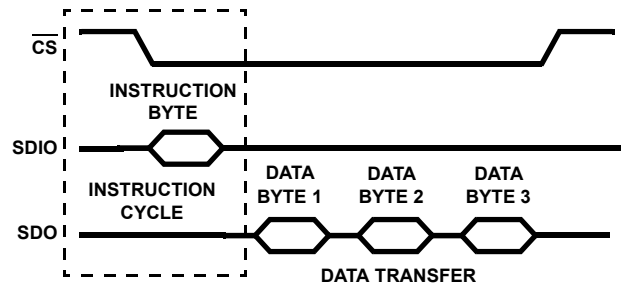 CS
INSTRUCTION
BYTE
SDIO
INSTRUCTION
CYCLE
DATA
BYTE 1
DATA
BYTE 2
DATA
BYTE 3
SDO
DATA TRANSFER